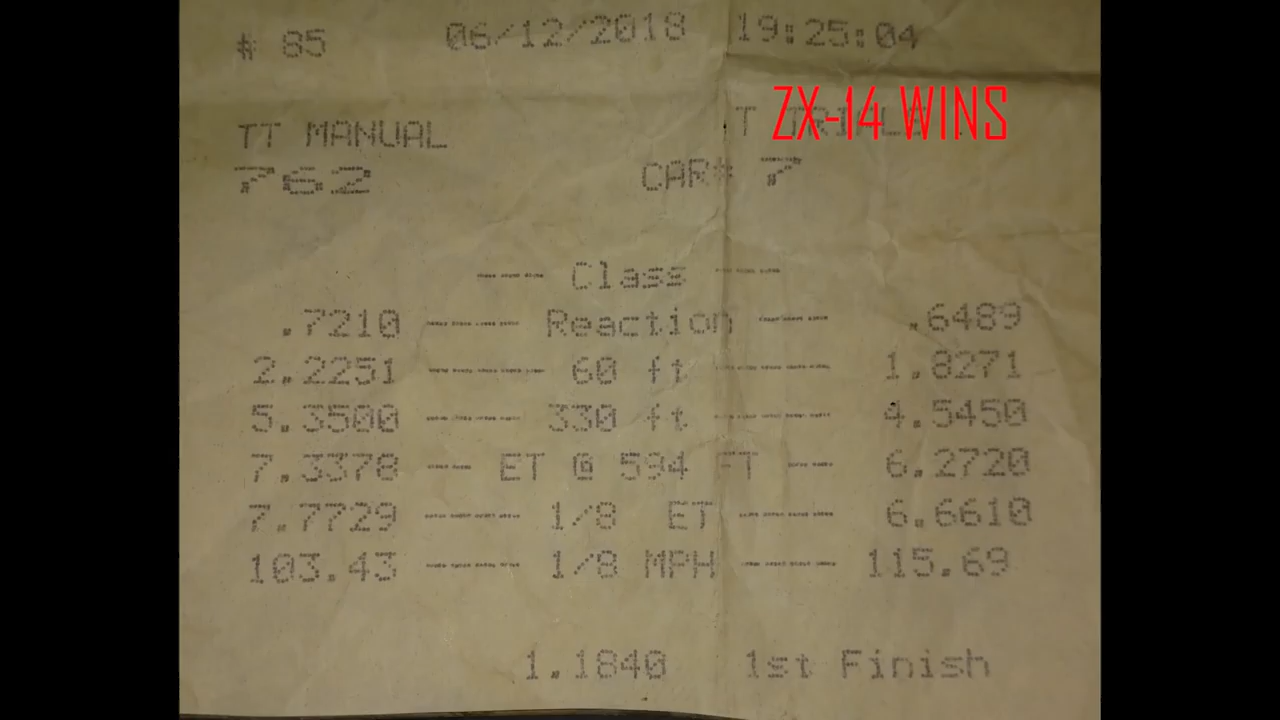 # 85 06/12/2018 19:25:04
ZX-14 WINS
TT MANUAL
762 CAR# 7
--- Class ---
.7210 ---- Reaction --- .6489
2.2251 ----- 60 ft ----- 1.8271
5.3500 ---- 330 ft ----- 4.5450
7.3378 -- ET @ 594 FT -- 6.2720
7.7729 ---- 1/8 ET ---- 6.6610
103.43 ---- 1/8 MPH ---- 115.69
1.1840 1st Finish